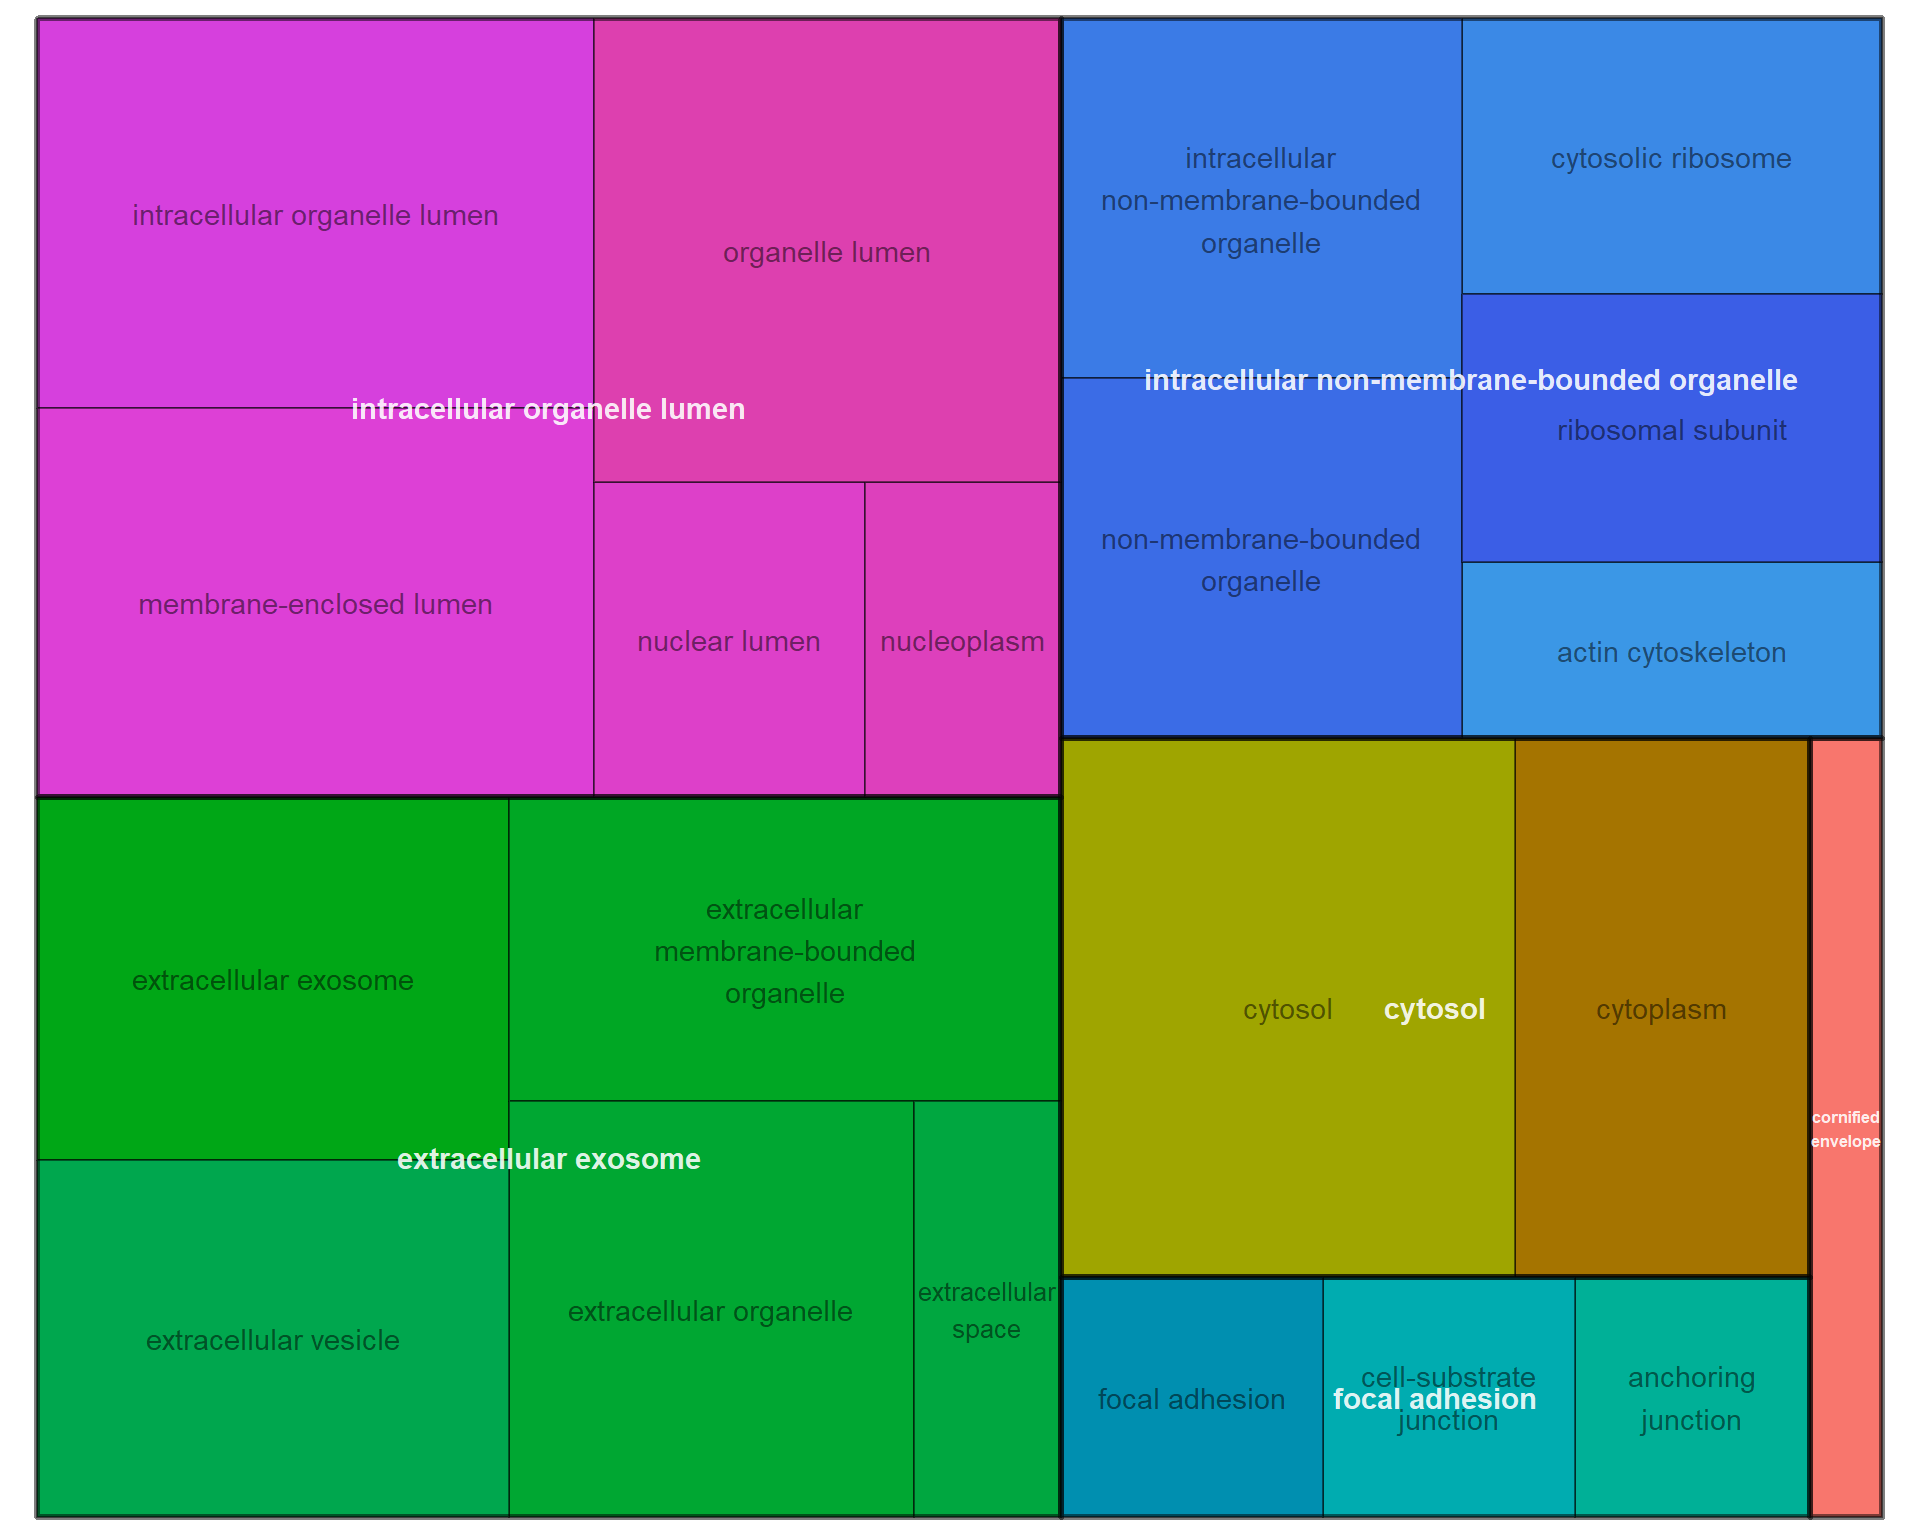 intracellular organelle lumen
organelle lumen
intracellular organelle lumen
membrane-enclosed lumen
nuclear lumen
nucleoplasm
intracellular
non-membrane-bounded
organelle
cytosolic ribosome
intracellular non-membrane-bounded organelle
ribosomal subunit
non-membrane-bounded
organelle
actin cytoskeleton
extracellular exosome
extracellular
membrane-bounded
organelle
extracellular exosome
extracellular vesicle
extracellular organelle
extracellular
space
cytosol
cytosol
cytoplasm
cornified
envelope
focal adhesion
cell-substrate
junction
focal adhesion
anchoring
junction